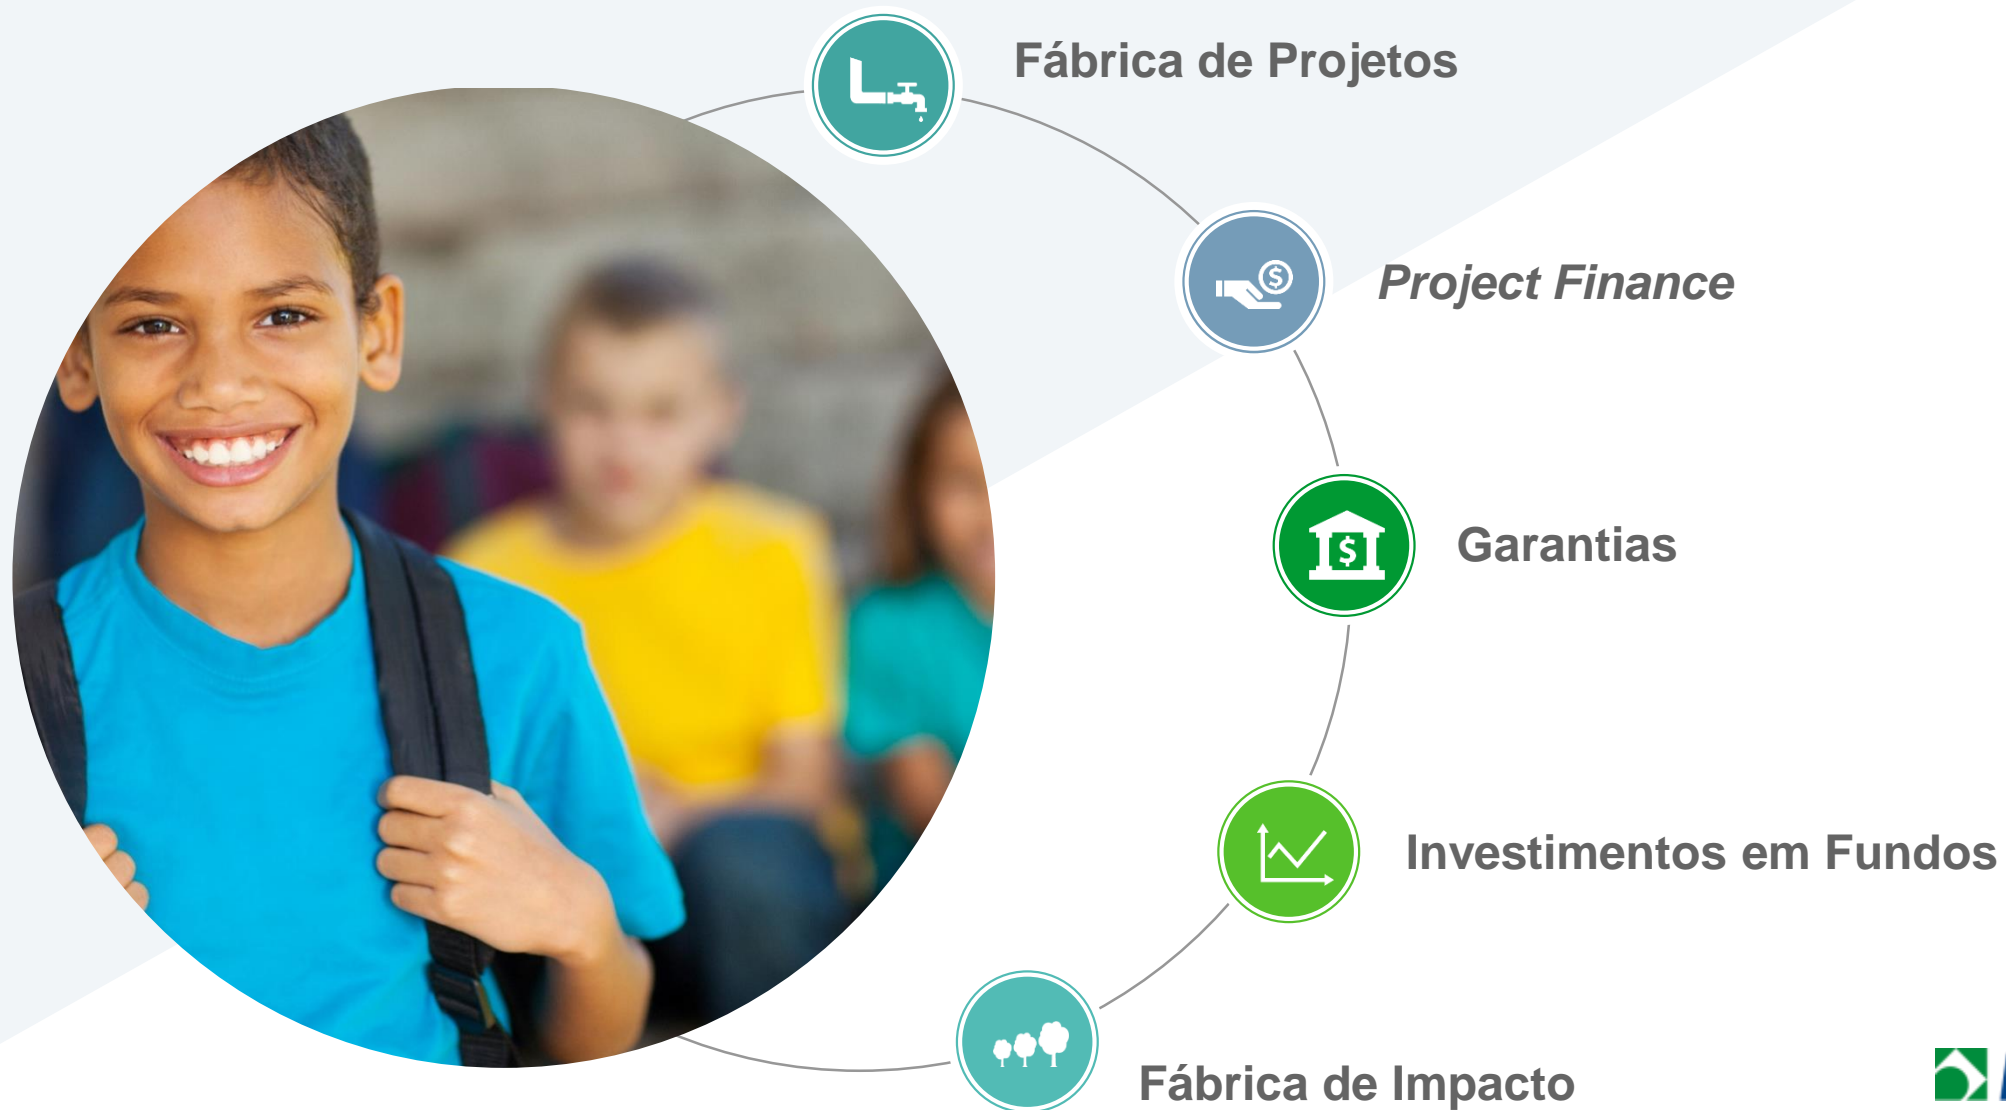 Fábrica de Projetos
Project Finance
Garantias
Investimentos em Fundos
Fábrica de Impacto